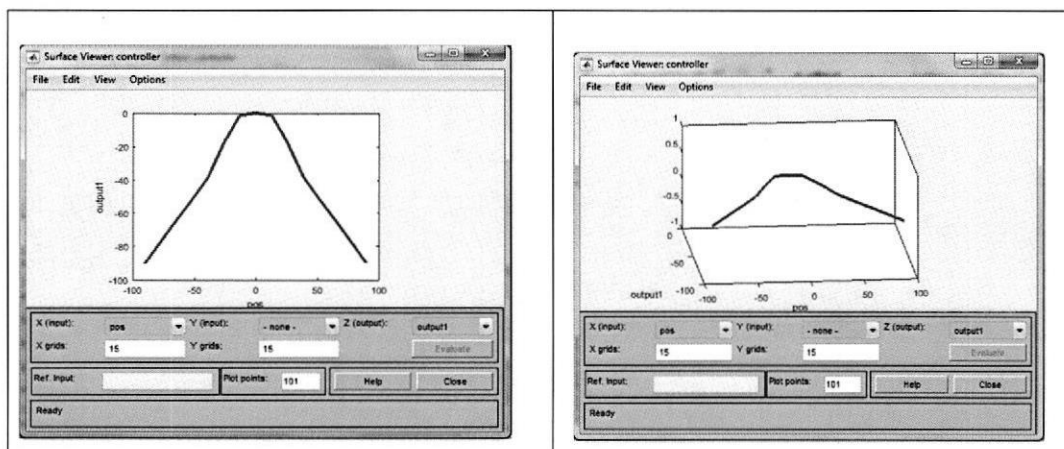 Surface Viewer: controller
File Edit View Options
0
-20
-40
-60
-80
-100
output1
-100 -50 0 50 100
pos
X (input): pos Y (input): - none - Z (output): output1
X grids: 15 Y grids: 15 Evaluate
Ref. Input: Plot points: 101 Help Close
Ready
Surface Viewer: controller
File Edit View Options
1
0.5
0
-0.5
-1
0
-50
-100
output1
-100 -50 0 50 100
pos
X (input): pos Y (input): - none - Z (output): output1
X grids: 15 Y grids: 15 Evaluate
Ref. Input: Plot points: 101 Help Close
Ready